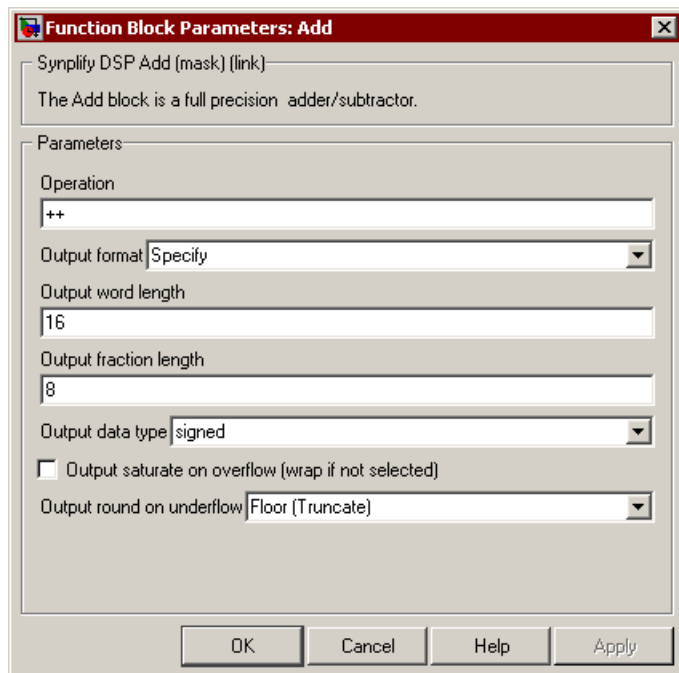 Function Block Parameters: Add
Synplify DSP Add (mask) (link)
The Add block is a full precision adder/subtractor.
Parameters
Operation
++
Output format Specify
Output word length
16
Output fraction length
8
Output data type signed
Output saturate on overflow (wrap if not selected)
Output round on underflow Floor (Truncate)
OK Cancel Help Apply